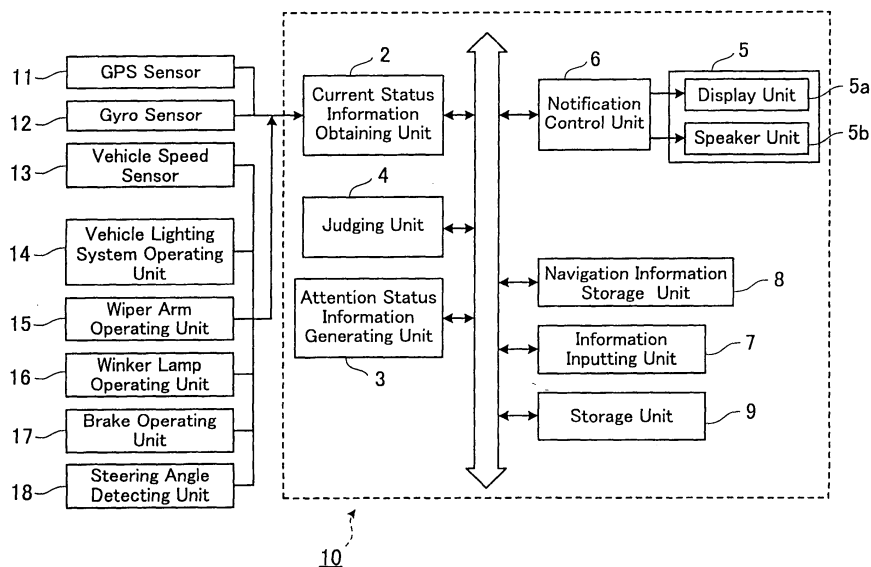 11
GPS Sensor
12
Gyro Sensor
13
Vehicle Speed
Sensor
14
Vehicle Lighting
System Operating
Unit
15
Wiper Arm
Operating Unit
16
Winker Lamp
Operating Unit
17
Brake Operating
Unit
18
Steering Angle
Detecting Unit
2
Current Status
Information
Obtaining Unit
4
Judging Unit
Attention Status
Information
Generating Unit
3
6
Notification
Control Unit
5
Display Unit
5a
Speaker Unit
5b
Navigation Information
Storage Unit
8
Information
Inputting Unit
7
Storage Unit
9
10